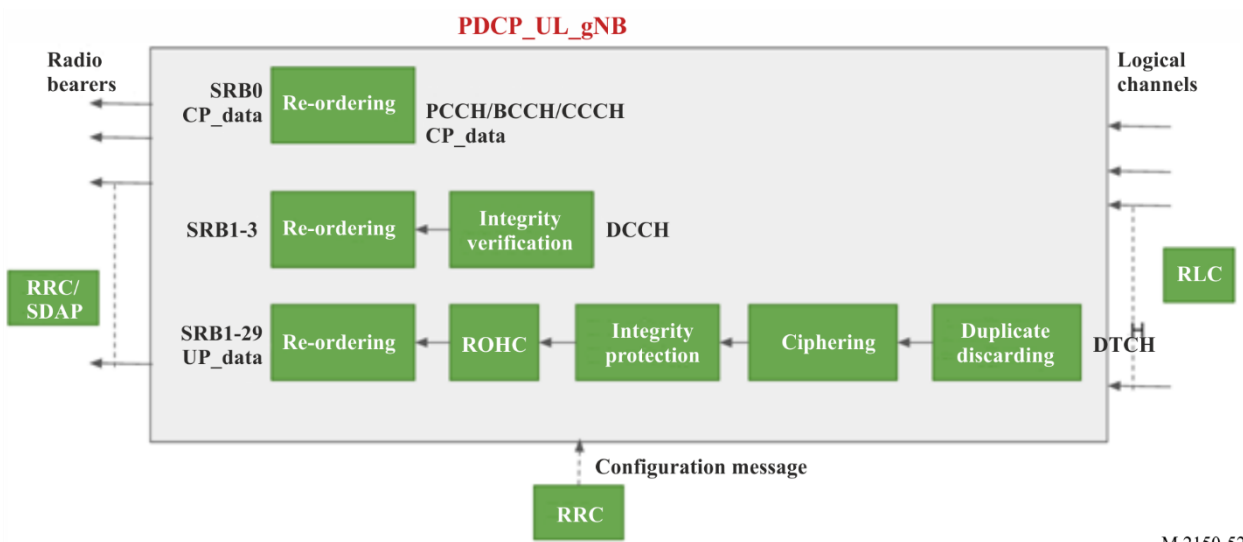 PDCP_UL_gNB
Radio
bearers
Logical
channels
SRB0
CP_data
Re-ordering
PCCH/BCCH/CCCH
CP_data
SRB1-3
Re-ordering
Integrity
verification
DCCH
RLC
RRC/
SDAP
SRB1-29
UP_data
Re-ordering
ROHC
Integrity
protection
Ciphering
Duplicate
discarding
DTCH
H
Configuration message
RRC